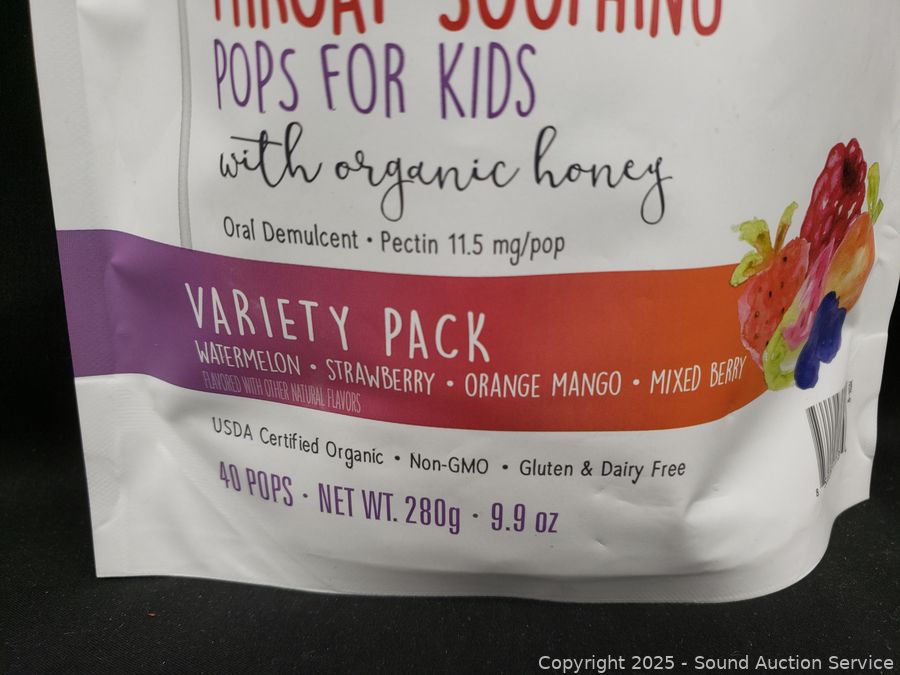 THROAT SOOTHING
POPS FOR KIDS
with organic honey
Oral Demulcent • Pectin 11.5 mg/pop
VARIETY PACK
WATERMELON • STRAWBERRY • ORANGE MANGO • MIXED BERRY
FLAVORED WITH OTHER NATURAL FLAVORS
USDA Certified Organic • Non-GMO • Gluten & Dairy Free
40 POPS · NET WT. 280g · 9.9 oz
Copyright 2025 - Sound Auction Service